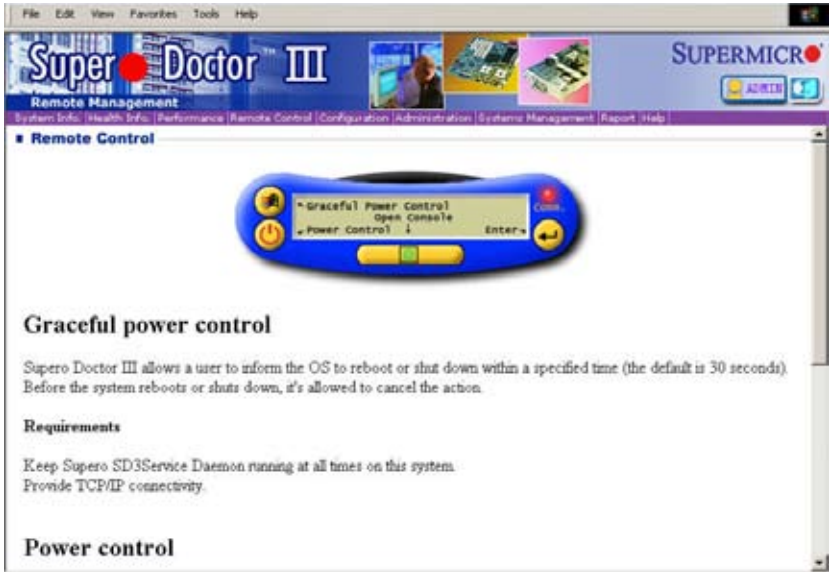 File Edit View Favorites Tools Help
Super Doctor™ III
SUPERMICRO
ADMIN
Remote Management
System Info. |Health Info. |Performance |Remote Control |Configuration |Administration |Systems Management |Report |Help|
Remote Control
Graceful Power Control
Open Console
Power Control ↓ Enter
Conn.
Graceful power control
Supero Doctor III allows a user to inform the OS to reboot or shut down within a specified time (the default is 30 seconds).
Before the system reboots or shuts down, it's allowed to cancel the action.
Requirements
Keep Supero SD3Service Daemon running at all times on this system.
Provide TCP/IP connectivity.
Power control